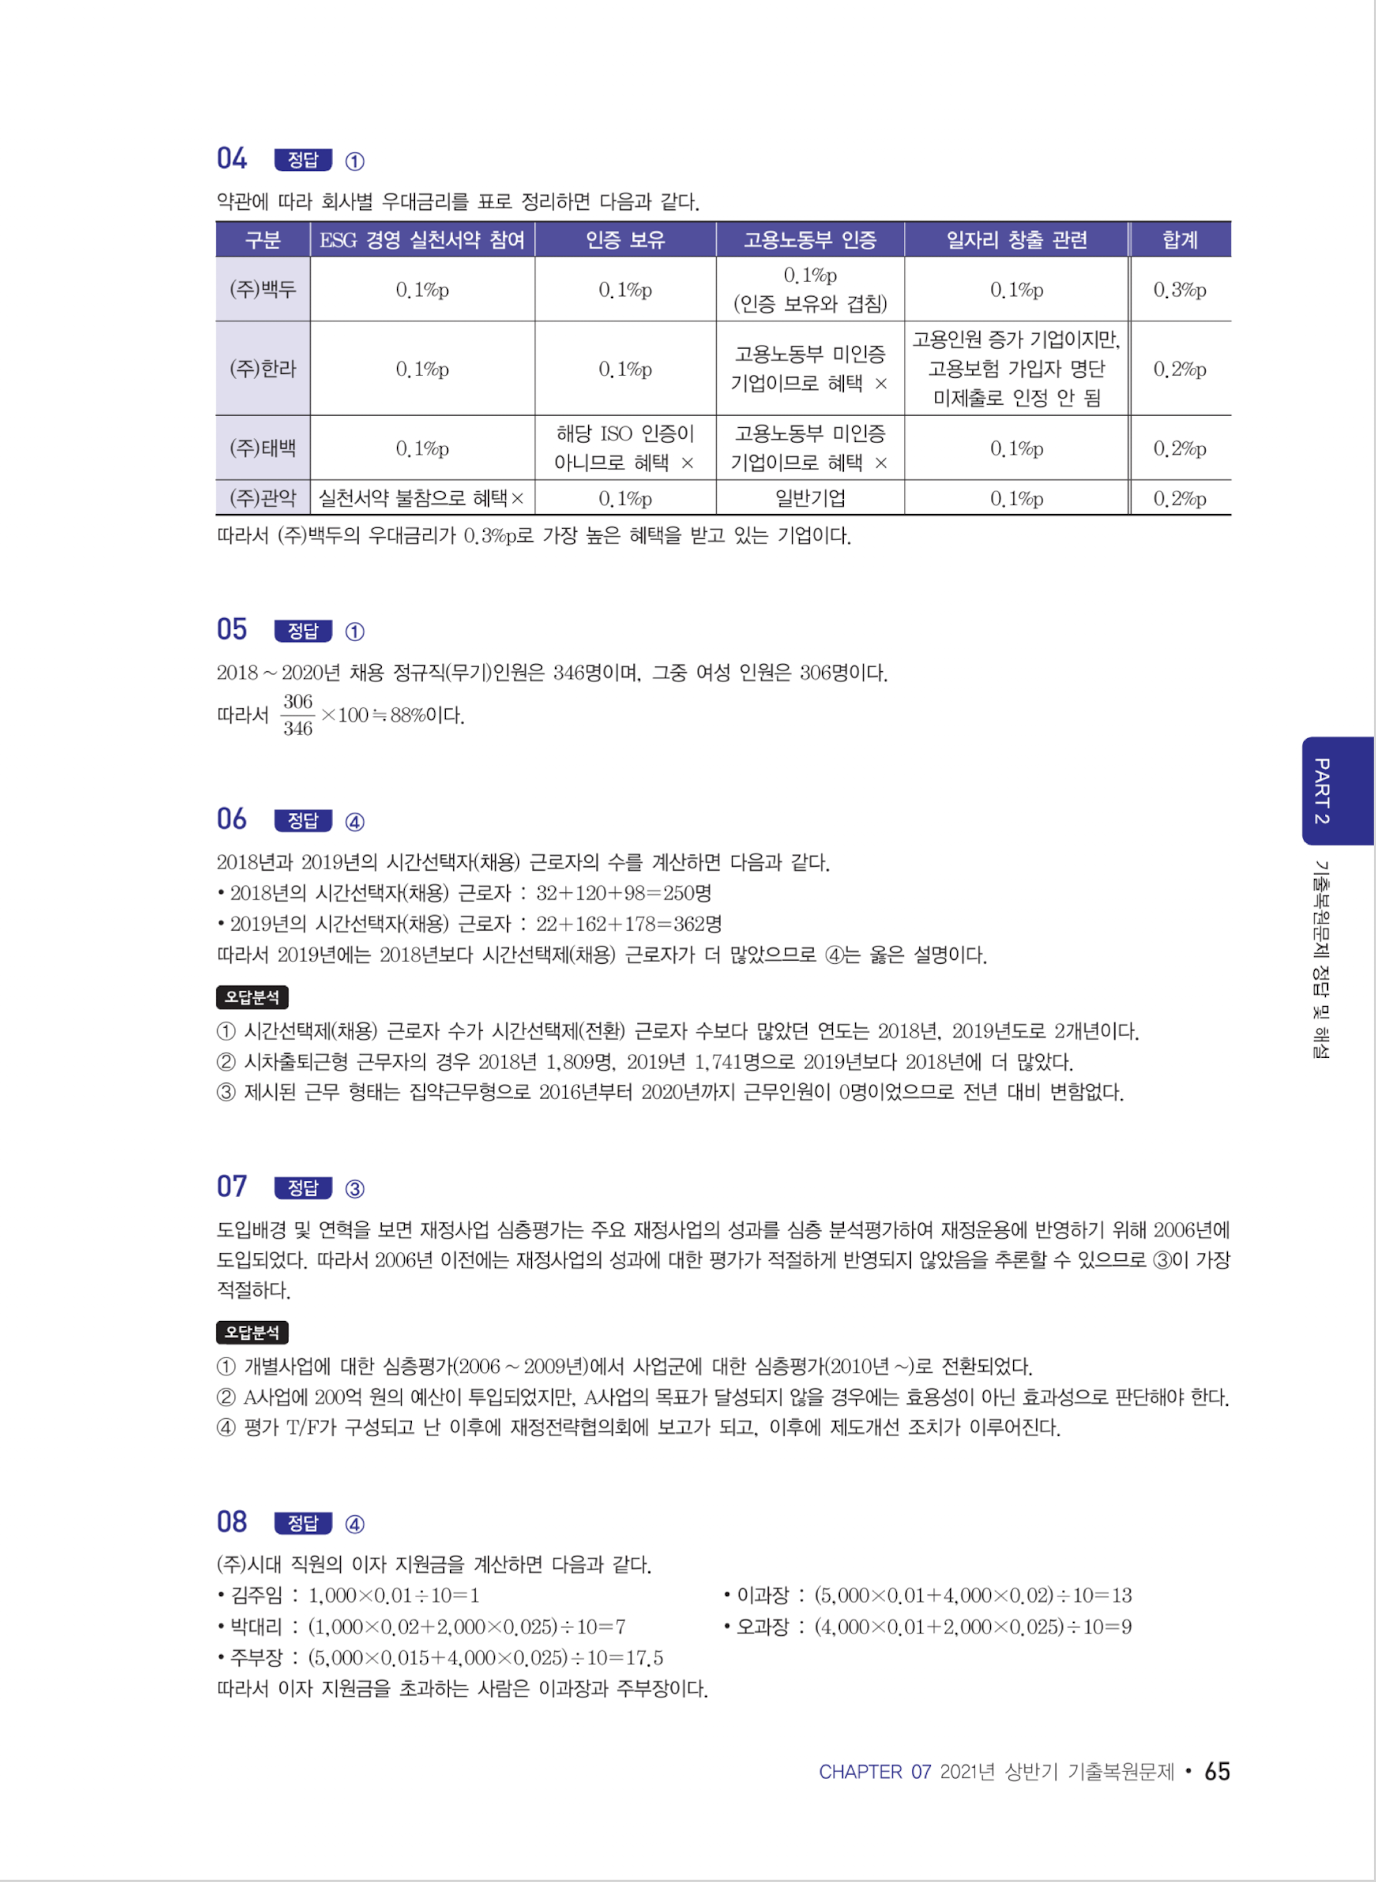 04 정답 ①
약관에 따라 회사별 우대금리를 표로 정리하면 다음과 같다.
구분 ESG 경영 실천서약 참여 인증 보유 고용노동부 인증 일자리 창출 관련 합계
(주)백두 0.1%p 0.1%p 0.1%p (인증 보유와 겹침) 0.1%p 0.3%p
(주)한라 0.1%p 0.1%p 고용노동부 미인증 기업이므로 혜택 × 고용인원 증가 기업이지만, 고용보험 가입자 명단 미제출로 인정 안 됨 0.2%p
(주)태백 0.1%p 해당 ISO 인증이 아니므로 혜택 × 고용노동부 미인증 기업이므로 혜택 × 0.1%p 0.2%p
(주)관악 실천서약 불참으로 혜택× 0.1%p 일반기업 0.1%p 0.2%p
따라서 (주)백두의 우대금리가 0.3%p로 가장 높은 혜택을 받고 있는 기업이다.
05 정답 ①
2018~2020년 채용 정규직(무기)인원은 346명이며, 그중 여성 인원은 306명이다.
따라서 306/346 ×100≒88%이다.
06 정답 ④
2018년과 2019년의 시간선택자(채용) 근로자의 수를 계산하면 다음과 같다.
• 2018년의 시간선택자(채용) 근로자 : 32+120+98=250명
• 2019년의 시간선택자(채용) 근로자 : 22+162+178=362명
따라서 2019년에는 2018년보다 시간선택제(채용) 근로자가 더 많았으므로 ④는 옳은 설명이다.
오답분석
① 시간선택제(채용) 근로자 수가 시간선택제(전환) 근로자 수보다 많았던 연도는 2018년, 2019년도로 2개년이다.
② 시차출퇴근형 근무자의 경우 2018년 1,809명, 2019년 1,741명으로 2019년보다 2018년에 더 많았다.
③ 제시된 근무 형태는 집약근무형으로 2016년부터 2020년까지 근무인원이 0명이었으므로 전년 대비 변함없다.
07 정답 ③
도입배경 및 연혁을 보면 재정사업 심층평가는 주요 재정사업의 성과를 심층 분석평가하여 재정운용에 반영하기 위해 2006년에
도입되었다. 따라서 2006년 이전에는 재정사업의 성과에 대한 평가가 적절하게 반영되지 않았음을 추론할 수 있으므로 ③이 가장
적절하다.
오답분석
① 개별사업에 대한 심층평가(2006~2009년)에서 사업군에 대한 심층평가(2010년~)로 전환되었다.
② A사업에 200억 원의 예산이 투입되었지만, A사업의 목표가 달성되지 않을 경우에는 효용성이 아닌 효과성으로 판단해야 한다.
④ 평가 T/F가 구성되고 난 이후에 재정전략협의회에 보고가 되고, 이후에 제도개선 조치가 이루어진다.
08 정답 ④
(주)시대 직원의 이자 지원금을 계산하면 다음과 같다.
• 김주임 : 1,000×0.01÷10=1 • 이과장 : (5,000×0.01+4,000×0.02)÷10=13
• 박대리 : (1,000×0.02+2,000×0.025)÷10=7 • 오과장 : (4,000×0.01+2,000×0.025)÷10=9
• 주부장 : (5,000×0.015+4,000×0.025)÷10=17.5
따라서 이자 지원금을 초과하는 사람은 이과장과 주부장이다.
PART 2
기출복원문제 정답 및 해설
CHAPTER 07 2021년 상반기 기출복원문제 • 65